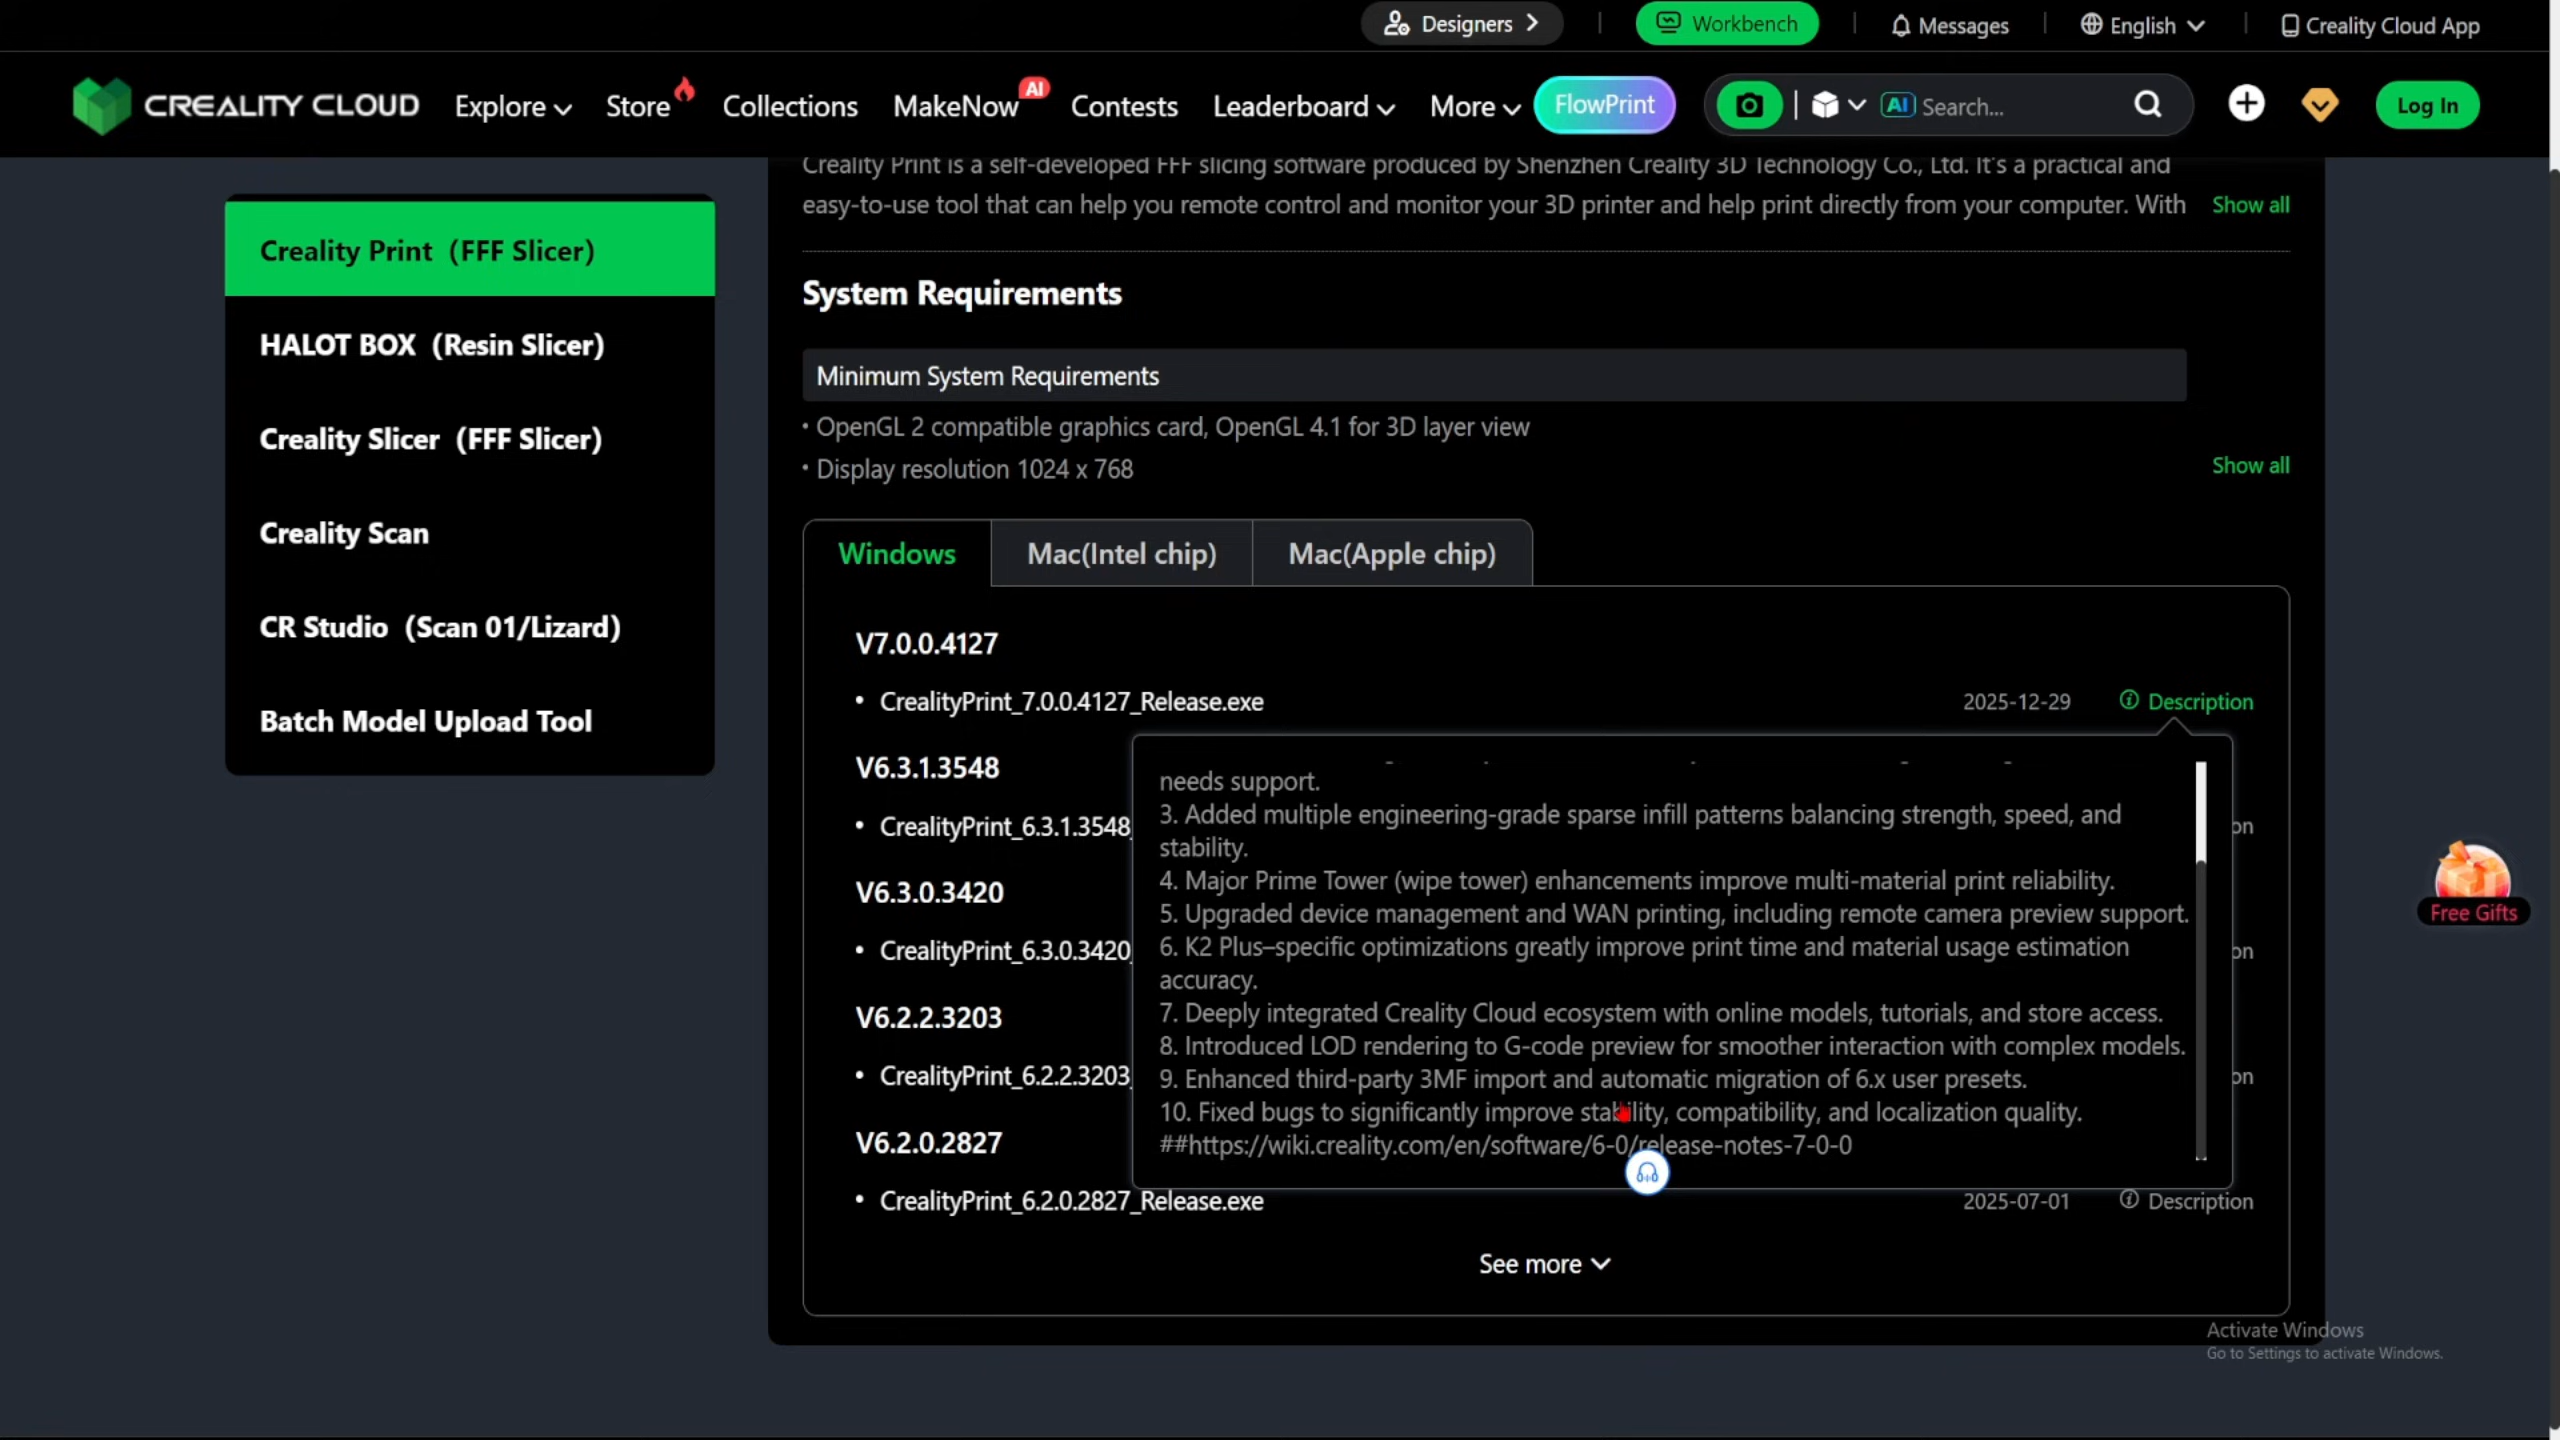 Designers
Workbench
Messages
English
Creality Cloud App
CREALITY CLOUD
Explore
Store
Collections
MakeNow
AI
Contests
Leaderboard
More
FlowPrint
AI Search...
Log In
Creality Print is a self-developed FFF slicing software produced by Shenzhen Creality 3D Technology Co., Ltd. It's a practical and
easy-to-use tool that can help you remote control and monitor your 3D printer and help print directly from your computer. With
Show all
Creality Print (FFF Slicer)
HALOT BOX (Resin Slicer)
Creality Slicer (FFF Slicer)
Creality Scan
CR Studio (Scan 01/Lizard)
Batch Model Upload Tool
System Requirements
Minimum System Requirements
• OpenGL 2 compatible graphics card, OpenGL 4.1 for 3D layer view
• Display resolution 1024 x 768
Show all
Windows
Mac(Intel chip)
Mac(Apple chip)
V7.0.0.4127
• CrealityPrint_7.0.0.4127_Release.exe
2025-12-29
Description
V6.3.1.3548
• CrealityPrint_6.3.1.3548_
on
V6.3.0.3420
• CrealityPrint_6.3.0.3420_
on
V6.2.2.3203
• CrealityPrint_6.2.2.3203_
on
V6.2.0.2827
• CrealityPrint_6.2.0.2827_Release.exe
2025-07-01
Description
needs support.
3. Added multiple engineering-grade sparse infill patterns balancing strength, speed, and
stability.
4. Major Prime Tower (wipe tower) enhancements improve multi-material print reliability.
5. Upgraded device management and WAN printing, including remote camera preview support.
6. K2 Plus–specific optimizations greatly improve print time and material usage estimation
accuracy.
7. Deeply integrated Creality Cloud ecosystem with online models, tutorials, and store access.
8. Introduced LOD rendering to G-code preview for smoother interaction with complex models.
9. Enhanced third-party 3MF import and automatic migration of 6.x user presets.
10. Fixed bugs to significantly improve stability, compatibility, and localization quality.
##https://wiki.creality.com/en/software/6-0/release-notes-7-0-0
See more
Free Gifts
Activate Windows
Go to Settings to activate Windows.